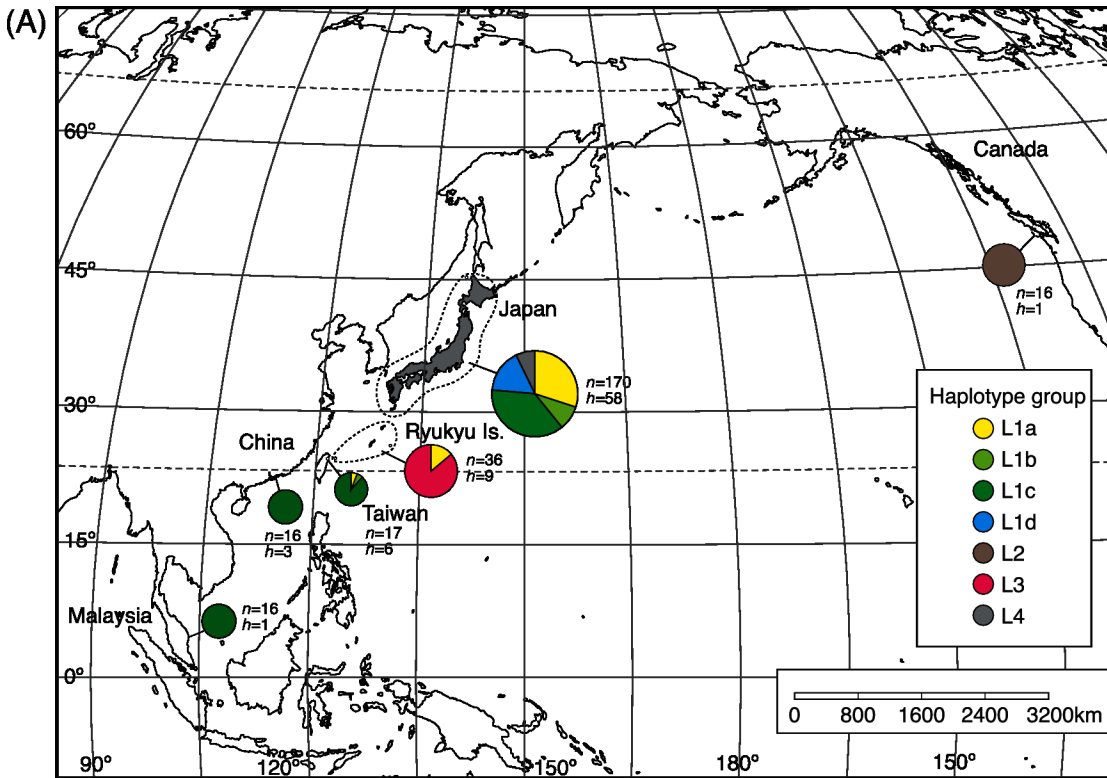 (A)
60°
Canada
45°
n=16
h=1
Japan
n=170
h=58
30°
China
Ryukyu Is.
n=36
h=9
Taiwan
n=17
h=6
n=16
h=3
15°
Malaysia
n=16
h=1
0°
Haplotype group
L1a
L1b
L1c
L1d
L2
L3
L4
0 800 1600 2400 3200km
90° 120° 150° 180° 150°